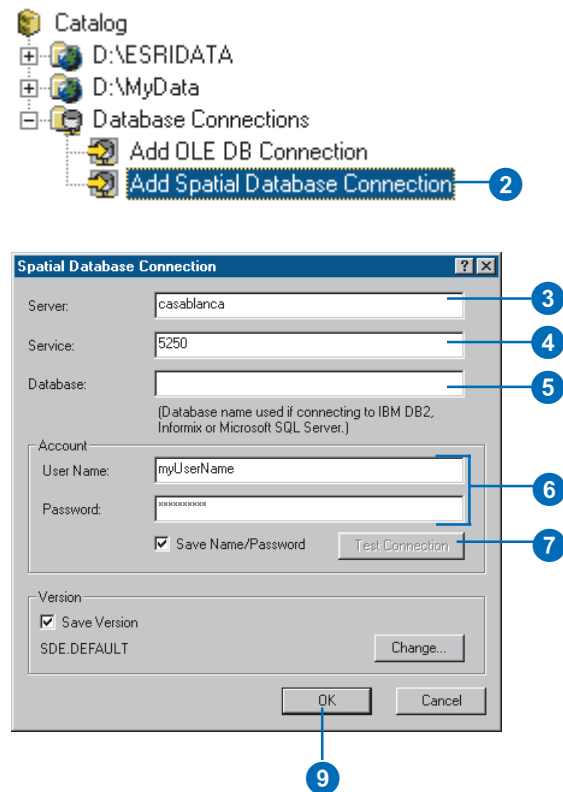 Catalog
D:\ESRIDATA
D:\MyData
Database Connections
Add OLE DB Connection
Add Spatial Database Connection
2
Spatial Database Connection
Server: casablanca
3
Service: 5250
4
Database:
5
(Database name used if connecting to IBM DB2,
Informix or Microsoft SQL Server.)
Account
User Name: myUserName
Password: **********
6
Save Name/Password Test Connection
7
Version
Save Version
SDE.DEFAULT Change...
OK Cancel
9